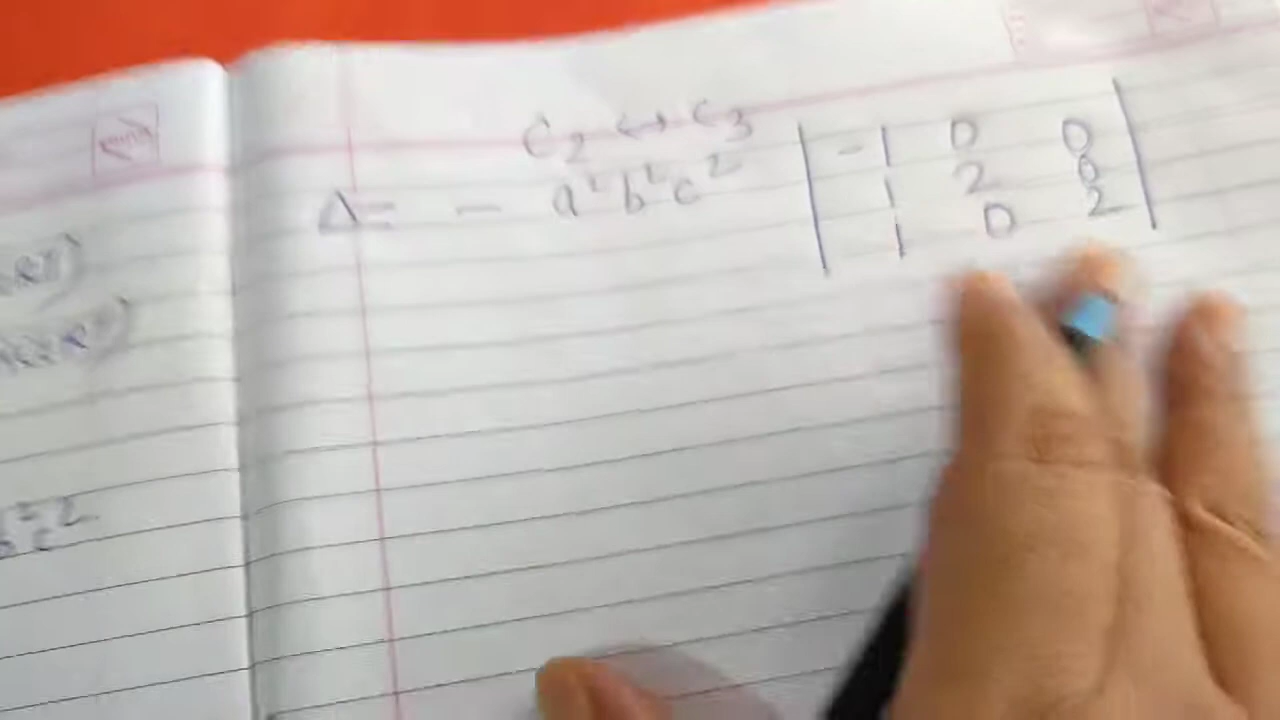 C₂ ↔ C₃
Δ = - a²b²c² | -1 0 0 |
| 1 2 0 |
| 1 0 2 |